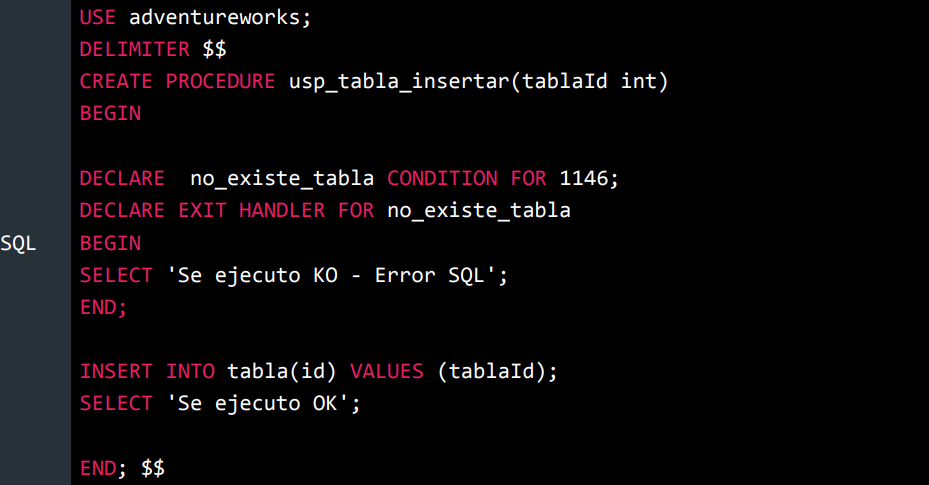 USE adventureworks;
DELIMITER $$
CREATE PROCEDURE usp_tabla_insertar(tablaId int)
BEGIN
DECLARE  no_existe_tabla CONDITION FOR 1146;
DECLARE EXIT HANDLER FOR no_existe_tabla
SQL
BEGIN
SELECT 'Se ejecuto KO - Error SQL';
END;
INSERT INTO tabla(id) VALUES (tablaId);
SELECT 'Se ejecuto OK';
END; $$